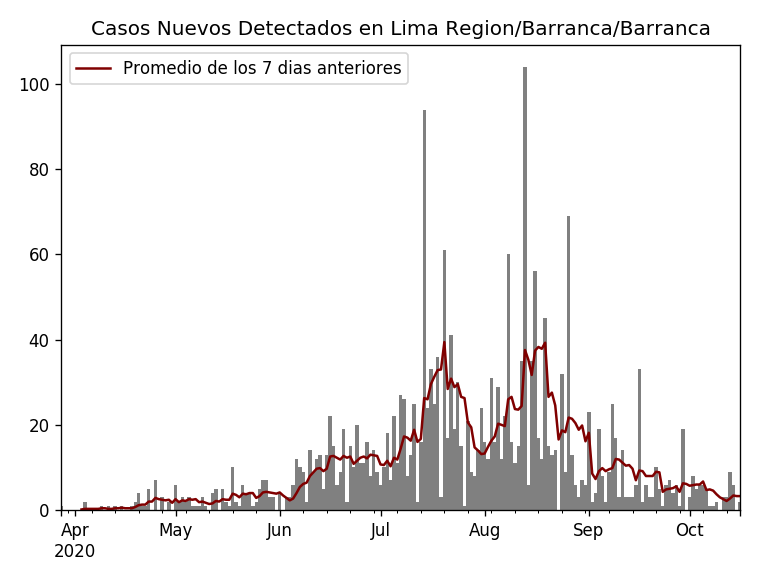 Casos Nuevos Detectados en Lima Region/Barranca/Barranca
Promedio de los 7 dias anteriores
100
80
60
40
20
0
Apr May Jun Jul Aug Sep Oct
2020